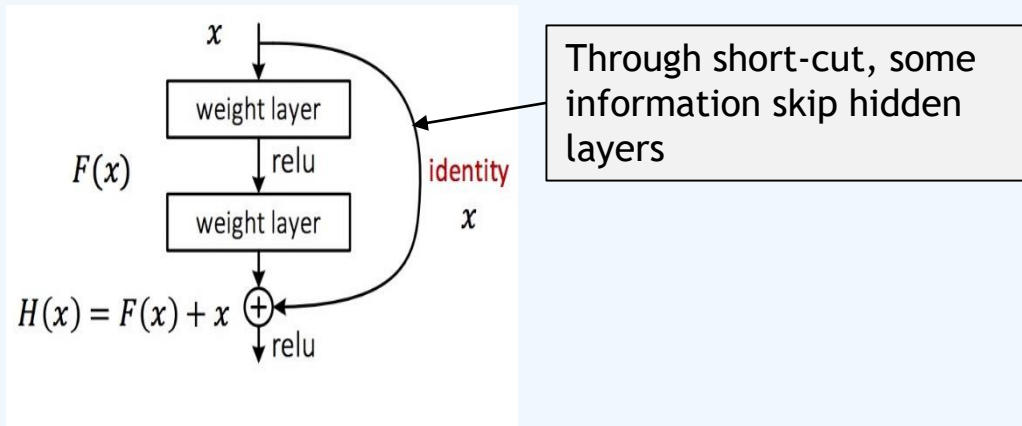 x
weight layer
relu
F(x)
identity
x
weight layer
H(x) = F(x) + x
+
relu
Through short-cut, some
information skip hidden
layers